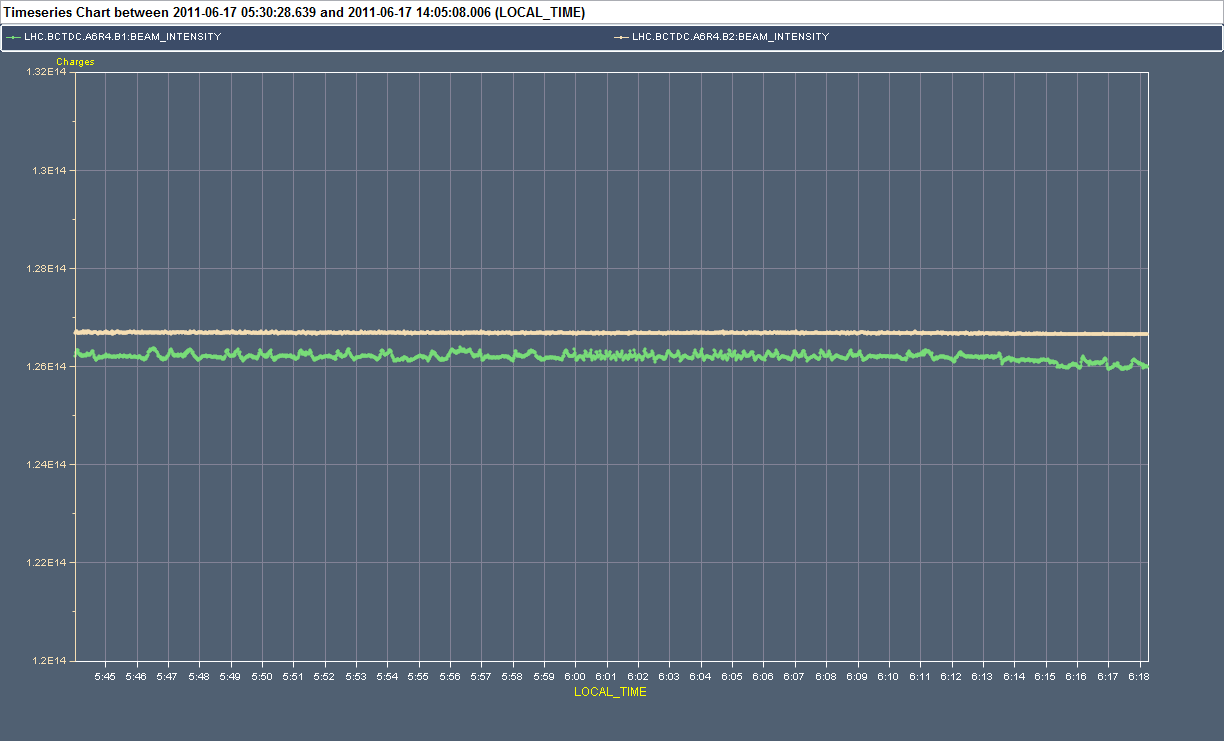 Timeseries Chart between 2011-06-17 05:30:28.639 and 2011-06-17 14:05:08.006 (LOCAL_TIME)
LHC.BCTDC.A6R4.B1:BEAM_INTENSITY LHC.BCTDC.A6R4.B2:BEAM_INTENSITY
Charges
1.32E14
1.3E14
1.28E14
1.26E14
1.24E14
1.22E14
1.2E14
5:45 5:46 5:47 5:48 5:49 5:50 5:51 5:52 5:53 5:54 5:55 5:56 5:57 5:58 5:59 6:00 6:01 6:02 6:03 6:04 6:05 6:06 6:07 6:08 6:09 6:10 6:11 6:12 6:13 6:14 6:15 6:16 6:17 6:18
LOCAL_TIME